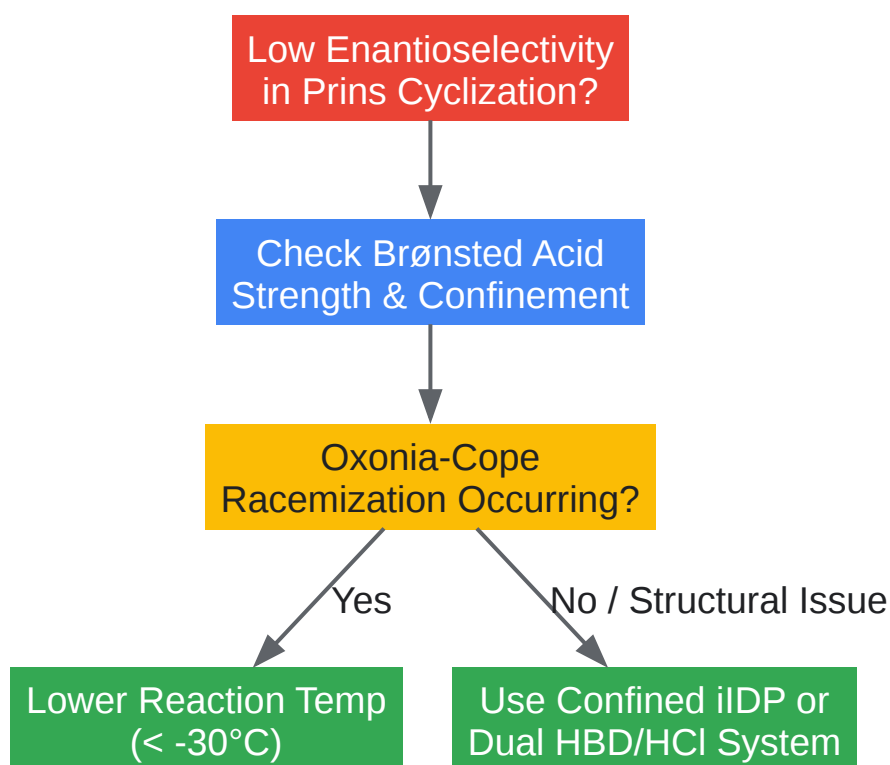 Low Enantioselectivity
in Prins Cyclization?
Check Brønsted Acid
Strength & Confinement
Oxonia-Cope
Racemization Occurring?
Yes
No / Structural Issue
Lower Reaction Temp
(< -30°C)
Use Confined iIDP or
Dual HBD/HCl System